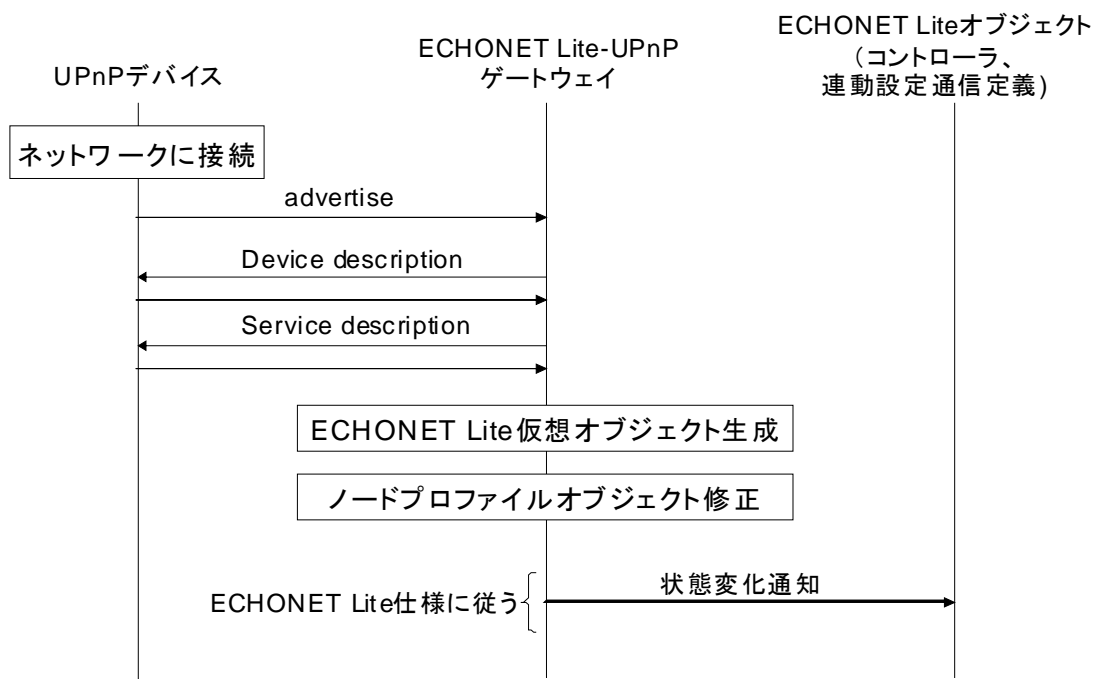 UPnPデバイス
ECHONET Lite-UPnP
ゲートウェイ
ECHONET Liteオブジェクト
(コントローラ、
連動設定通信定義)
ネットワークに接続
advertise
Device description
Service description
ECHONET Lite仮想オブジェクト生成
ノードプロファイルオブジェクト修正
ECHONET Lite仕様に従う
状態変化通知